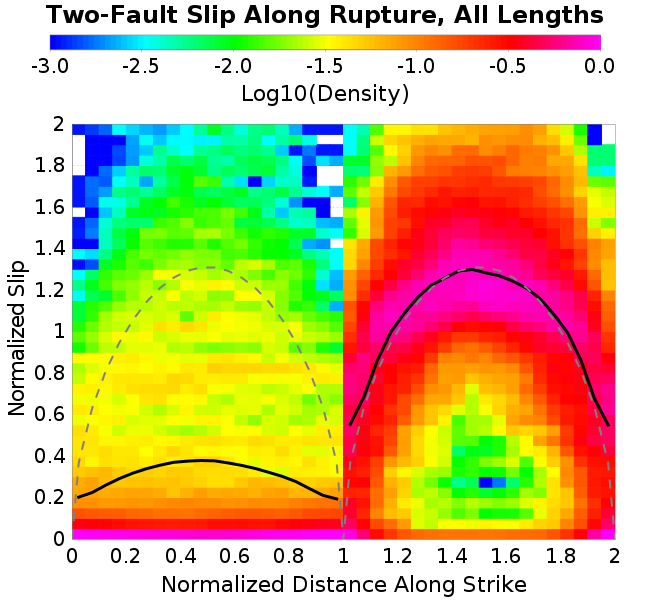 Two-Fault Slip Along Rupture, All Lengths
-3.0 -2.5 -2.0 -1.5 -1.0 -0.5 0.0
Log10(Density)
Normalized Slip
2
1.8
1.6
1.4
1.2
1
0.8
0.6
0.4
0.2
0
0 0.2 0.4 0.6 0.8 1 1.2 1.4 1.6 1.8 2
Normalized Distance Along Strike